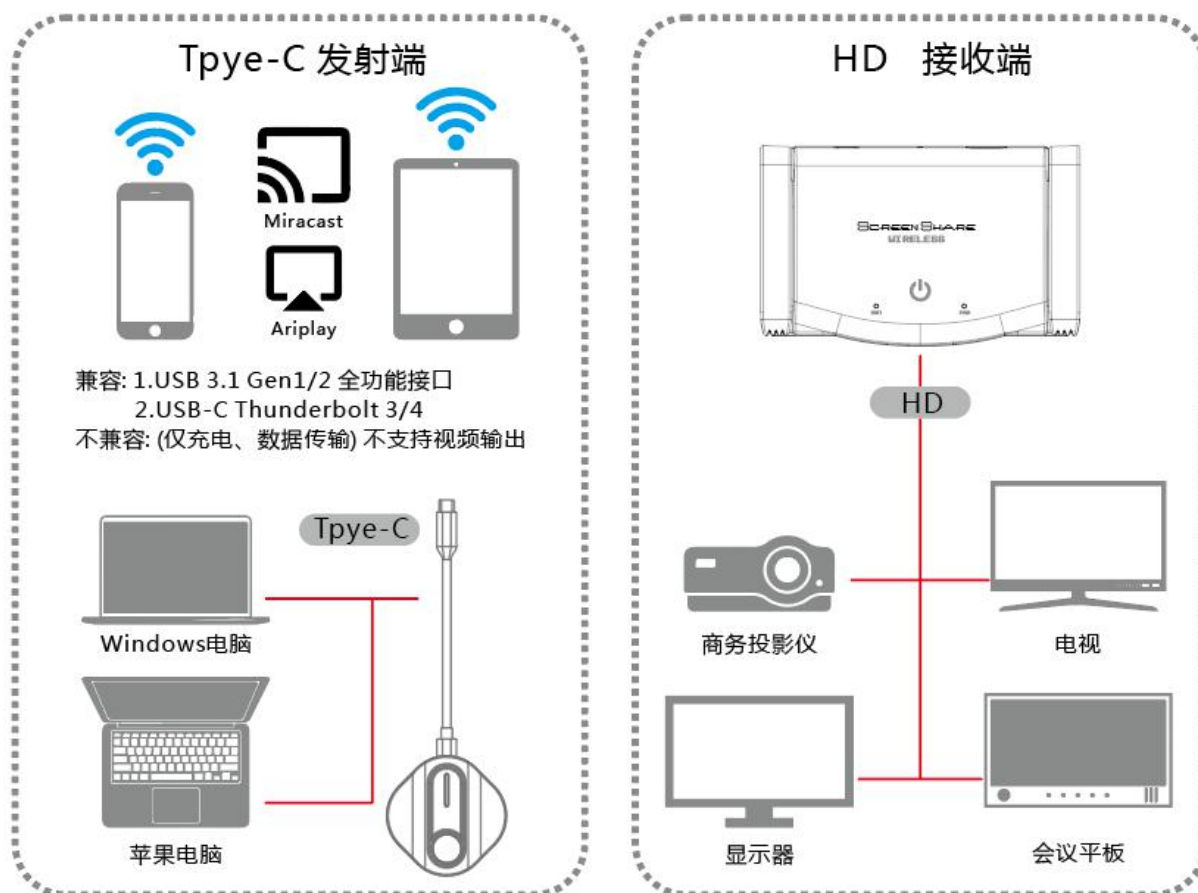 Tpye-C 发射端
Miracast
Ariplay
兼容: 1.USB 3.1 Gen1/2 全功能接口
2.USB-C Thunderbolt 3/4
不兼容: (仅充电、数据传输) 不支持视频输出
Tpye-C
Windows电脑
苹果电脑
HD 接收端
SCREENSHARE
WIRELESS
HD
商务投影仪
电视
显示器
会议平板